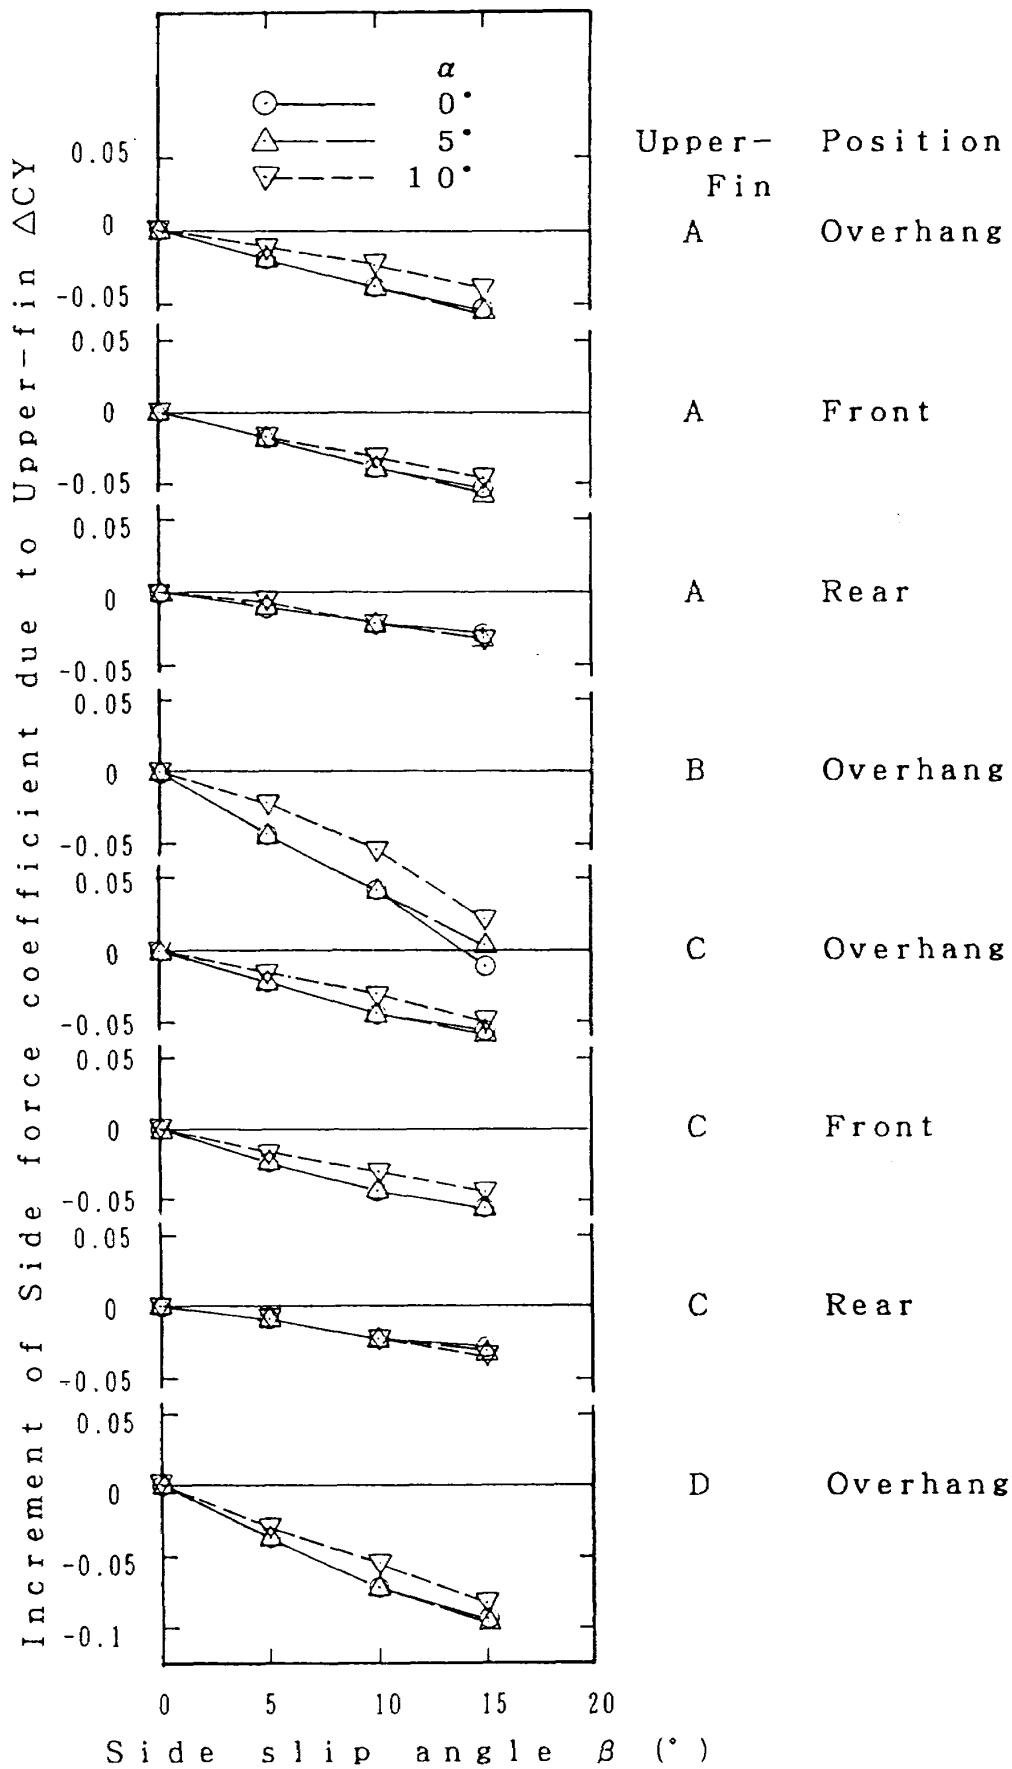 α
0°
5°
10°
Upper-Fin Position
0.05
0
-0.05
A Overhang
0.05
0
-0.05
A Front
0.05
0
-0.05
A Rear
0.05
0
-0.05
B Overhang
0.05
0
-0.05
C Overhang
0.05
0
-0.05
C Front
0.05
0
-0.05
C Rear
0.05
0
-0.05
-0.1
D Overhang
0 5 10 15 20
Side slip angle β (°)
Increment of Side force coefficient due to Upper-fin ΔCY